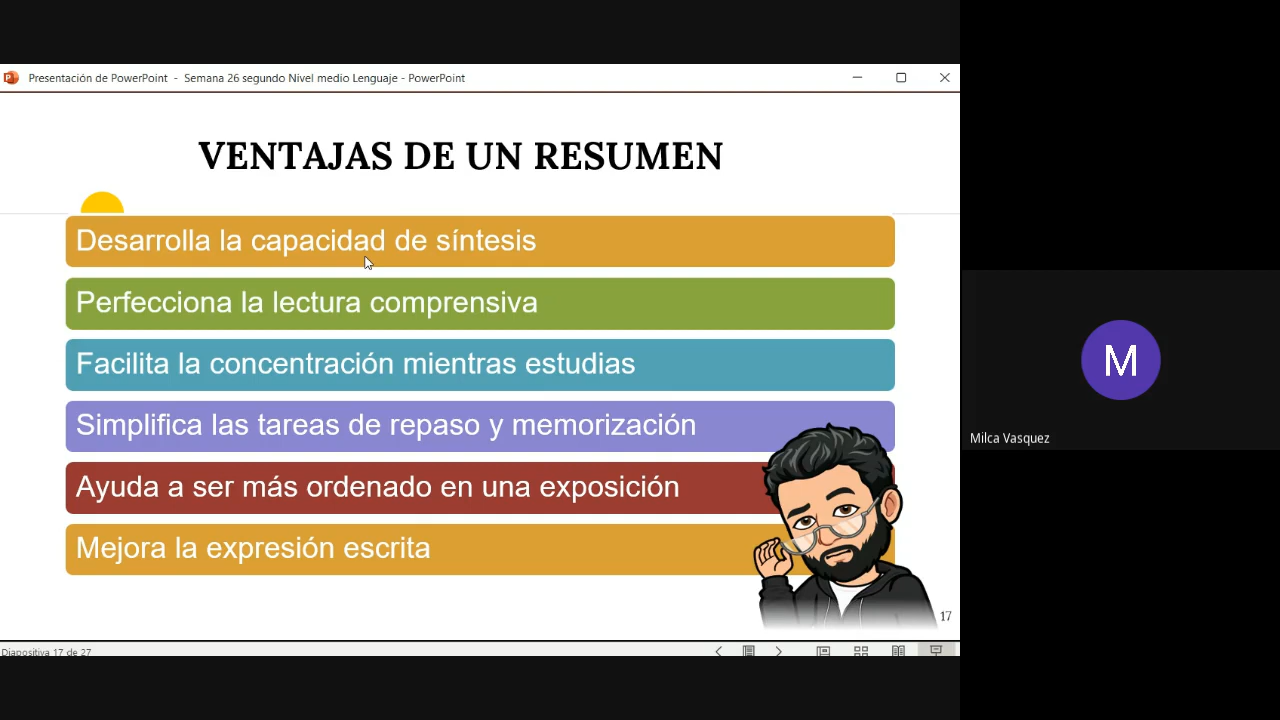 Presentación de PowerPoint - Semana 26 segundo Nivel medio Lenguaje - PowerPoint
VENTAJAS DE UN RESUMEN
Desarrolla la capacidad de síntesis
Perfecciona la lectura comprensiva
Facilita la concentración mientras estudias
Simplifica las tareas de repaso y memorización
Ayuda a ser más ordenado en una exposición
Mejora la expresión escrita
17
Diapositiva 17 de 27
M
Milca Vasquez